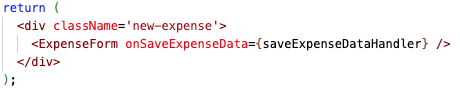 return (
  <div className='new-expense'>
    <ExpenseForm onSaveExpenseData={saveExpenseDataHandler} />
  </div>
);